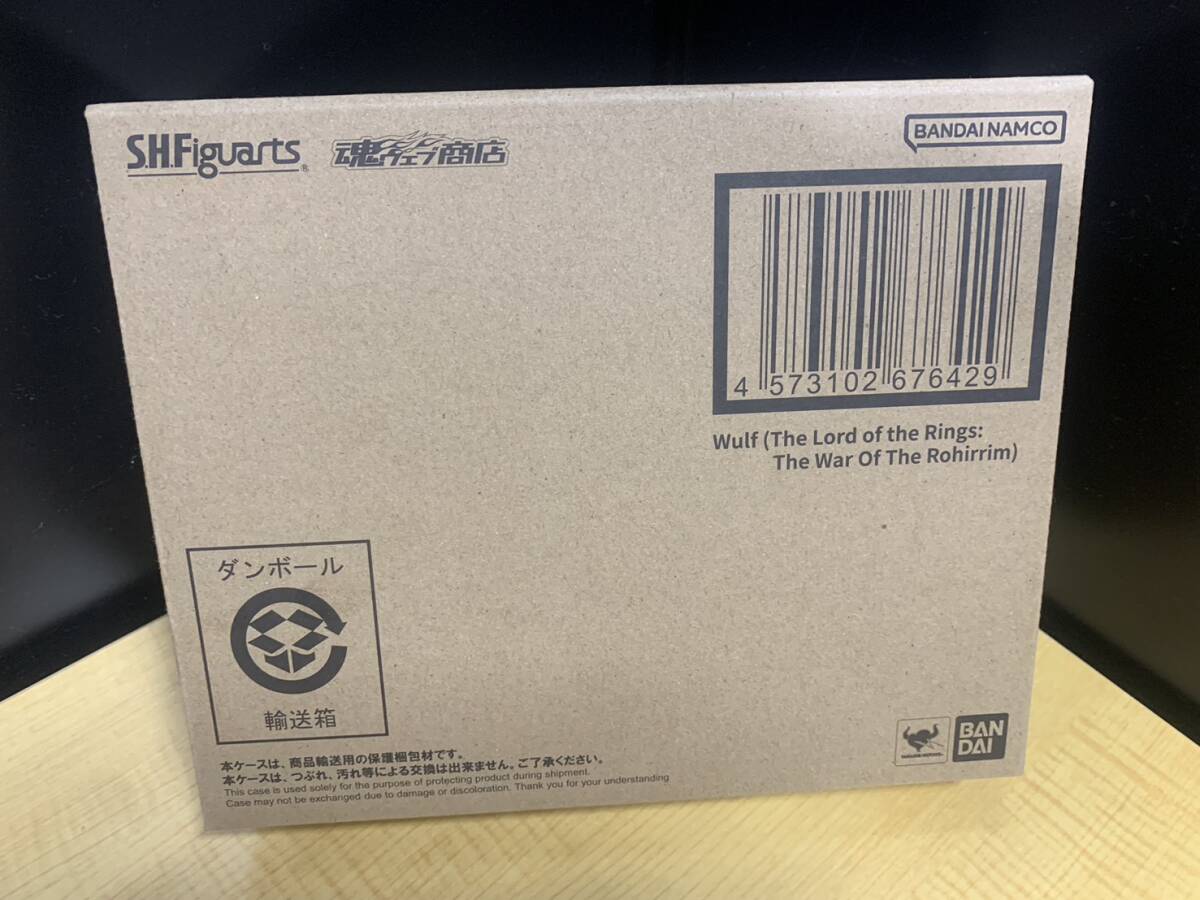 S.H.Figuarts®
魂ウェブ商店
BANDAI NAMCO
4 573102 676429
Wulf (The Lord of the Rings:
The War Of The Rohirrim)
ダンボール
輸送箱
本ケースは、商品輸送用の保護梱包材です。
本ケースは、つぶれ、汚れ等による交換は出来ません。ご了承ください。
This case is used solely for tha purpose of protecting product during shipment.
Case may not be exchanged due to damage or discoloration. Thank you for your understanding
BAN
DAI